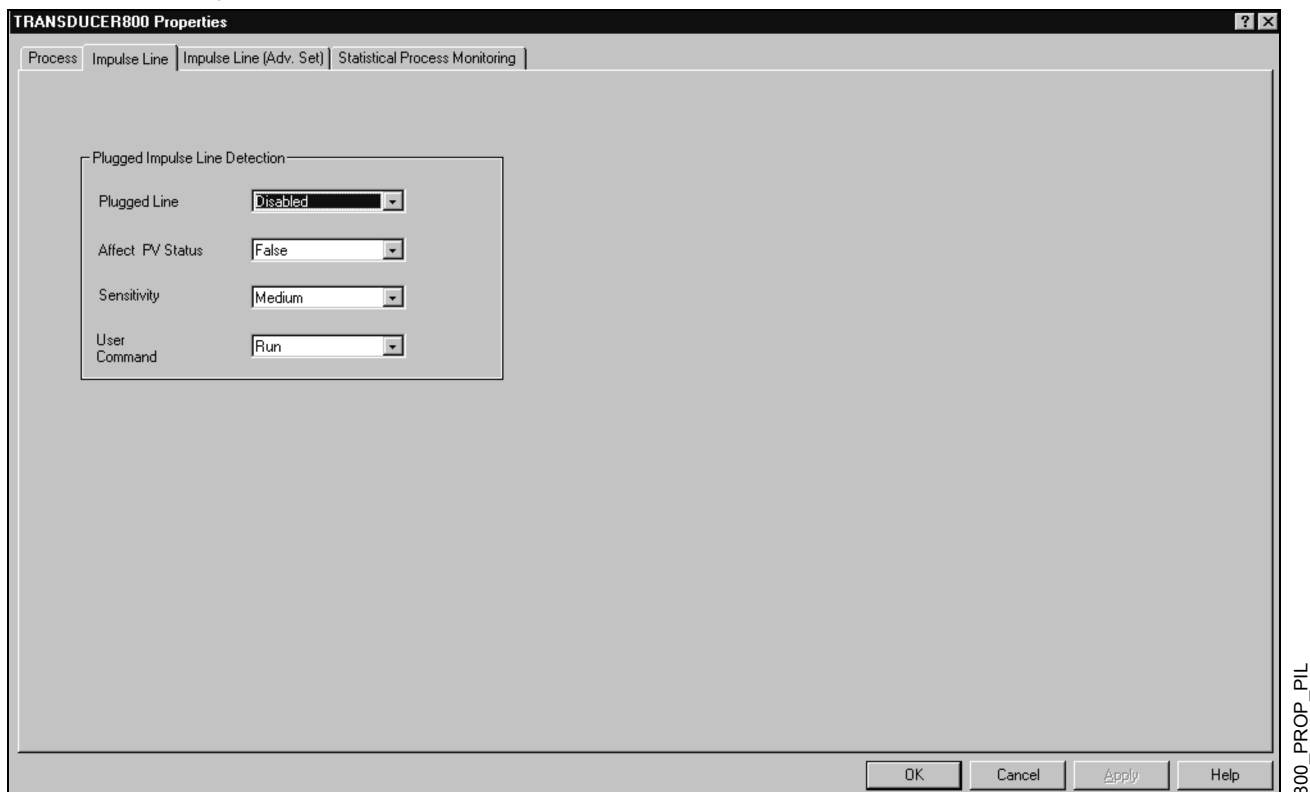 TRANSDUCER800 Properties
Process
Impulse Line
Impulse Line (Adv. Set)
Statistical Process Monitoring
Plugged Impulse Line Detection
Plugged Line
Disabled
Affect PV Status
False
Sensitivity
Medium
User
Command
Run
OK
Cancel
Apply
Help
800_PROP_PIL